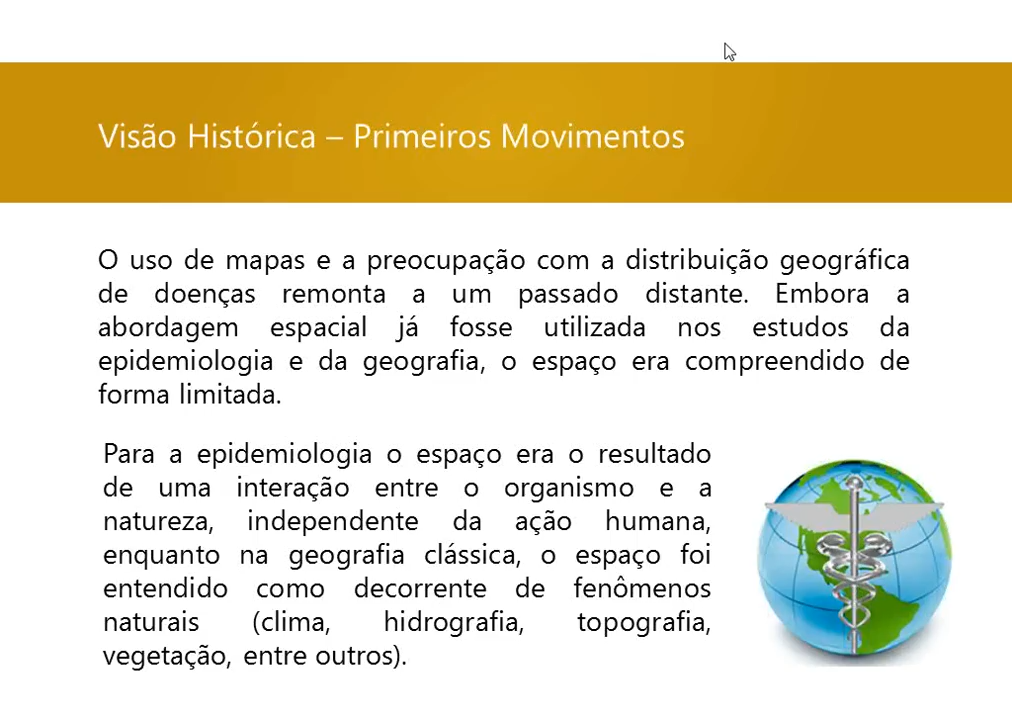 Visão Histórica – Primeiros Movimentos
O uso de mapas e a preocupação com a distribuição geográfica
de doenças remonta a um passado distante. Embora a
abordagem espacial já fosse utilizada nos estudos da
epidemiologia e da geografia, o espaço era compreendido de
forma limitada.
Para a epidemiologia o espaço era o resultado
de uma interação entre o organismo e a
natureza, independente da ação humana,
enquanto na geografia clássica, o espaço foi
entendido como decorrente de fenômenos
naturais (clima, hidrografia, topografia,
vegetação, entre outros).